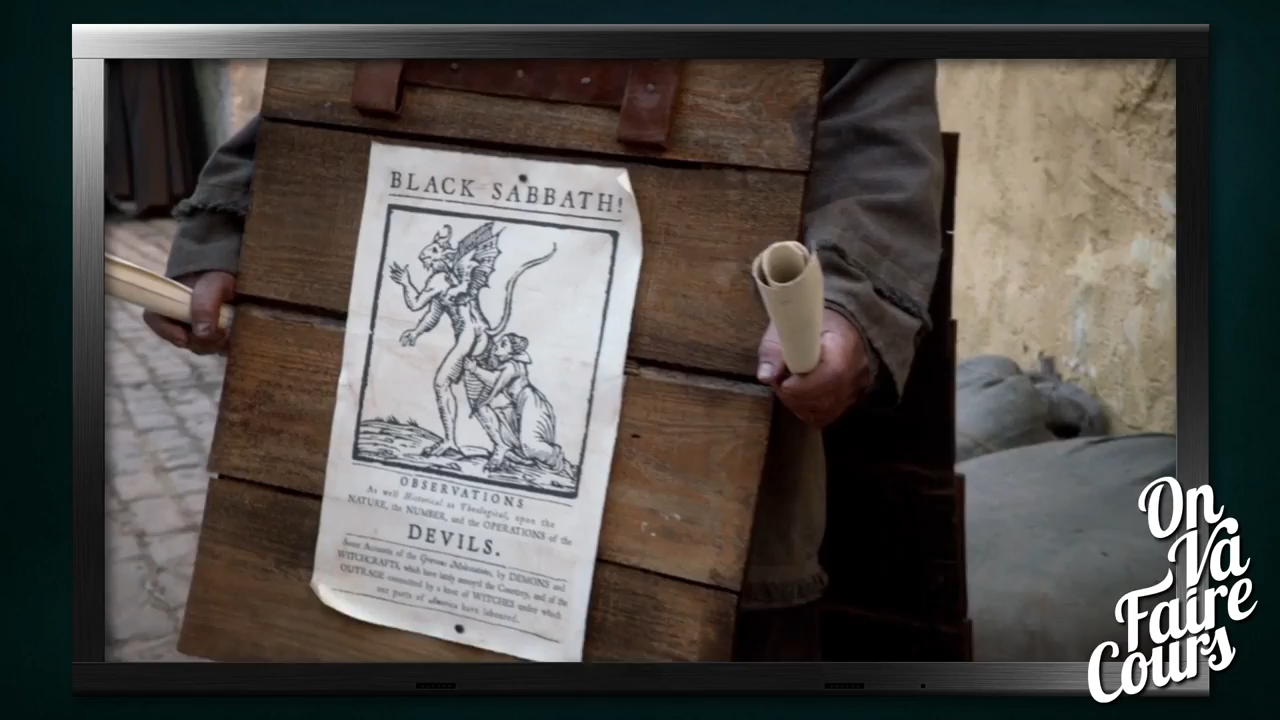 BLACK SABBATH!
OBSERVATIONS
As well Historical as Theological, upon the
NATURE, the NUMBER, and the OPERATIONS of the
DEVILS.
Some Accounts of the Grievous Molestations, by DEMONS and
WITCHCRAFTS, which have lately annoy'd the Countrey, and of the
OUTRAGE committed by a knot of WITCHES under which
our parts of America have laboured.
On
Va
Faire
Cours